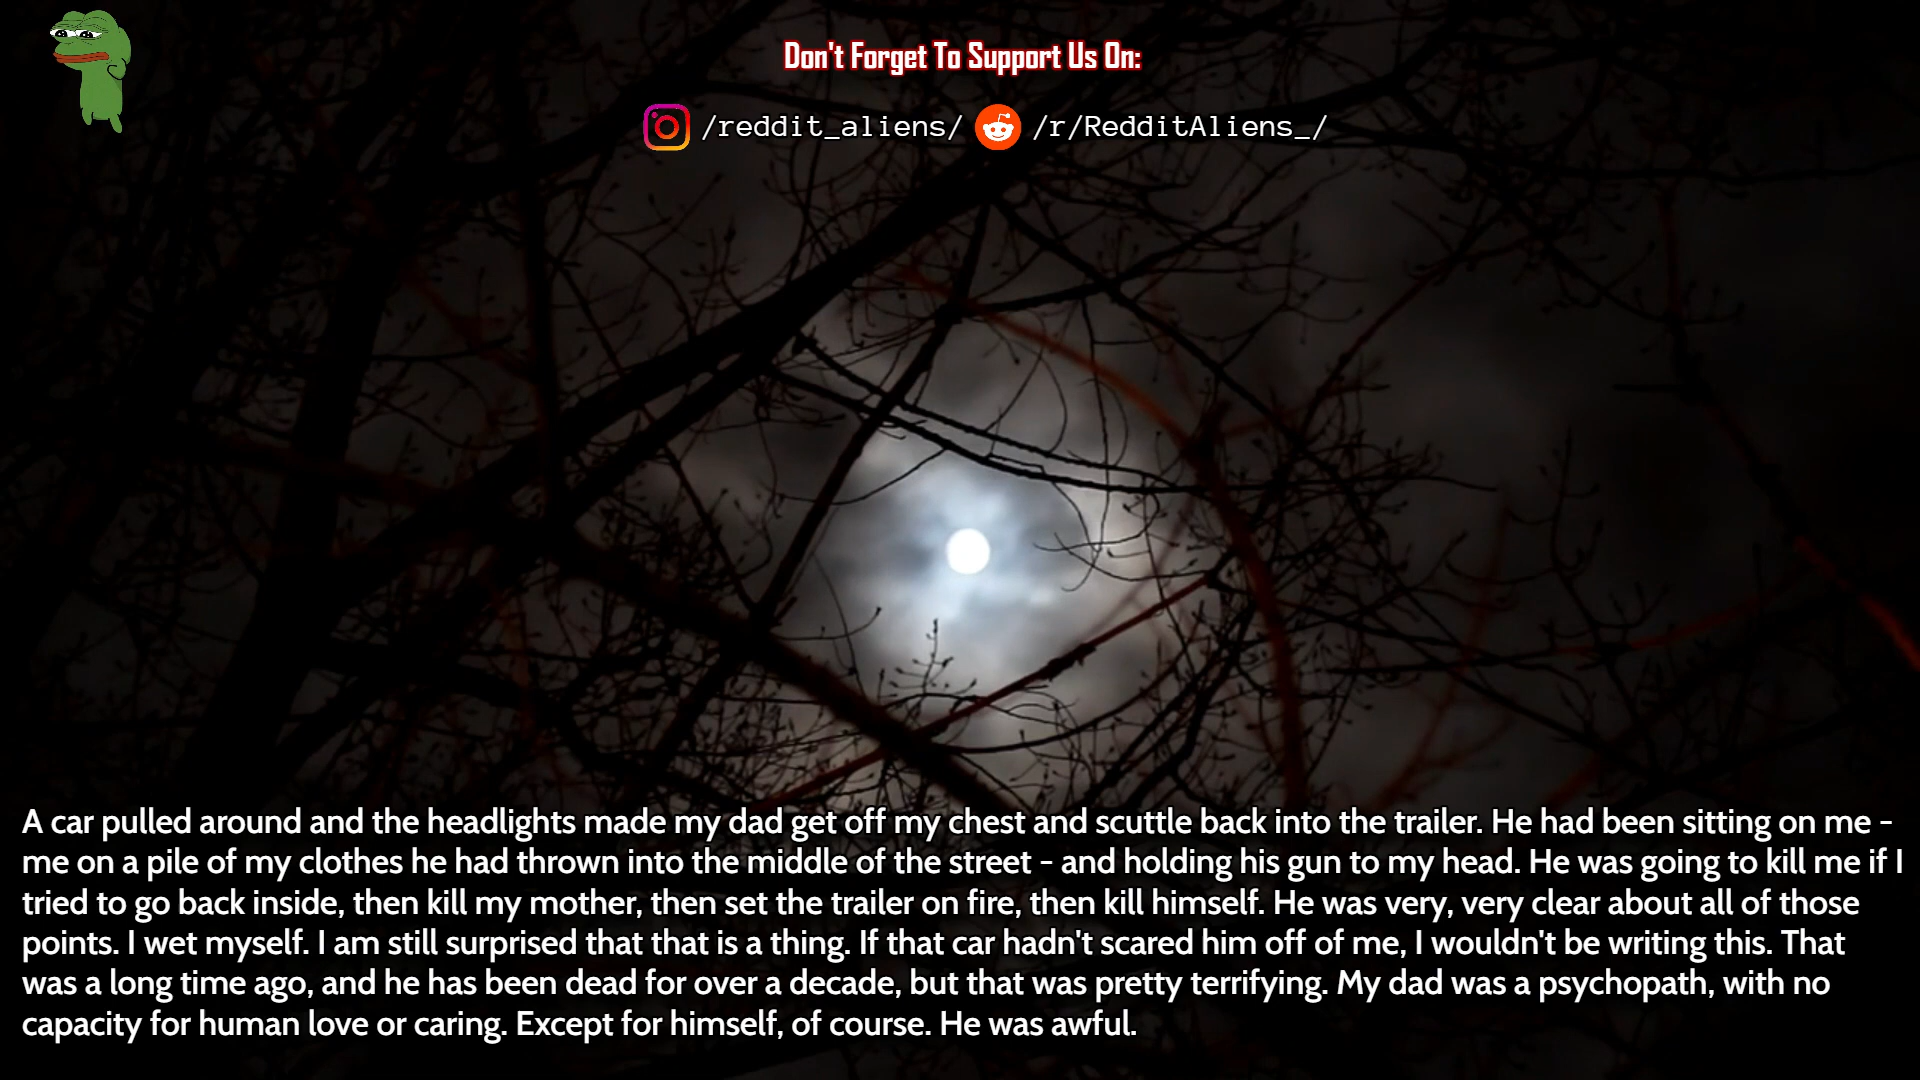 Don't Forget To Support Us On:
/reddit_aliens/ /r/RedditAliens_/
A car pulled around and the headlights made my dad get off my chest and scuttle back into the trailer. He had been sitting on me -
me on a pile of my clothes he had thrown into the middle of the street - and holding his gun to my head. He was going to kill me if I
tried to go back inside, then kill my mother, then set the trailer on fire, then kill himself. He was very, very clear about all of those
points. I wet myself. I am still surprised that that is a thing. If that car hadn't scared him off of me, I wouldn't be writing this. That
was a long time ago, and he has been dead for over a decade, but that was pretty terrifying. My dad was a psychopath, with no
capacity for human love or caring. Except for himself, of course. He was awful.